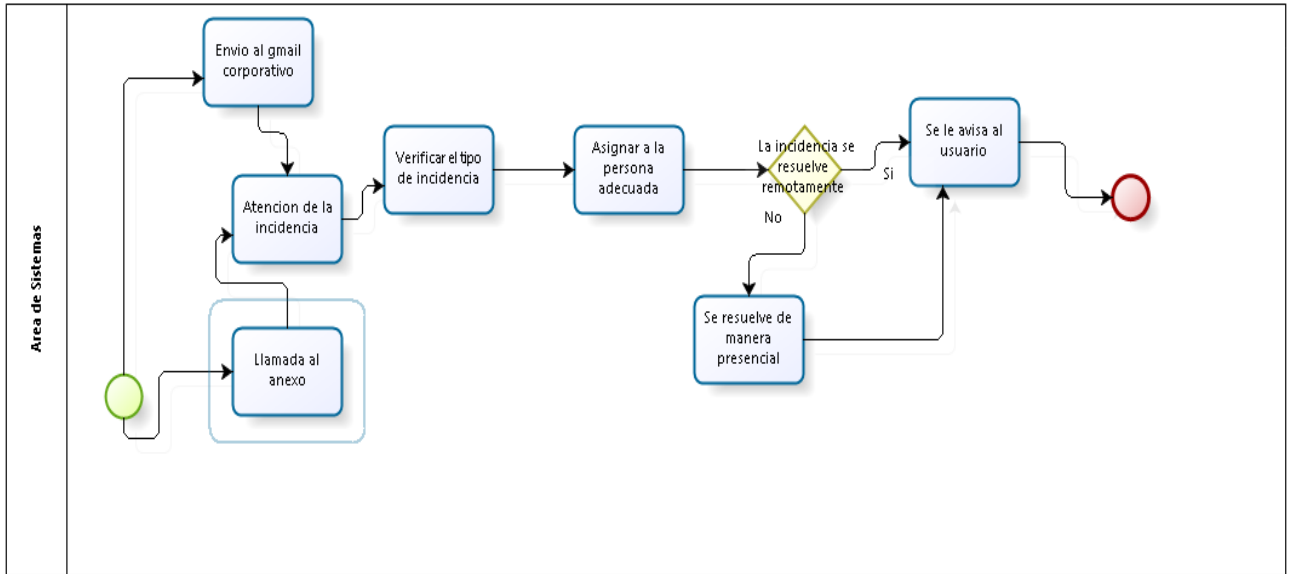 Area de Sistemas
Envio al gmail
corporativo
Atencion de la
incidencia
Llamada al
anexo
Verificar el tipo
de incidencia
Asignar a la
persona
adecuada
La incidencia se
resuelve
remotamente
Si
No
Se resuelve de
manera
presencial
Se le avisa al
usuario